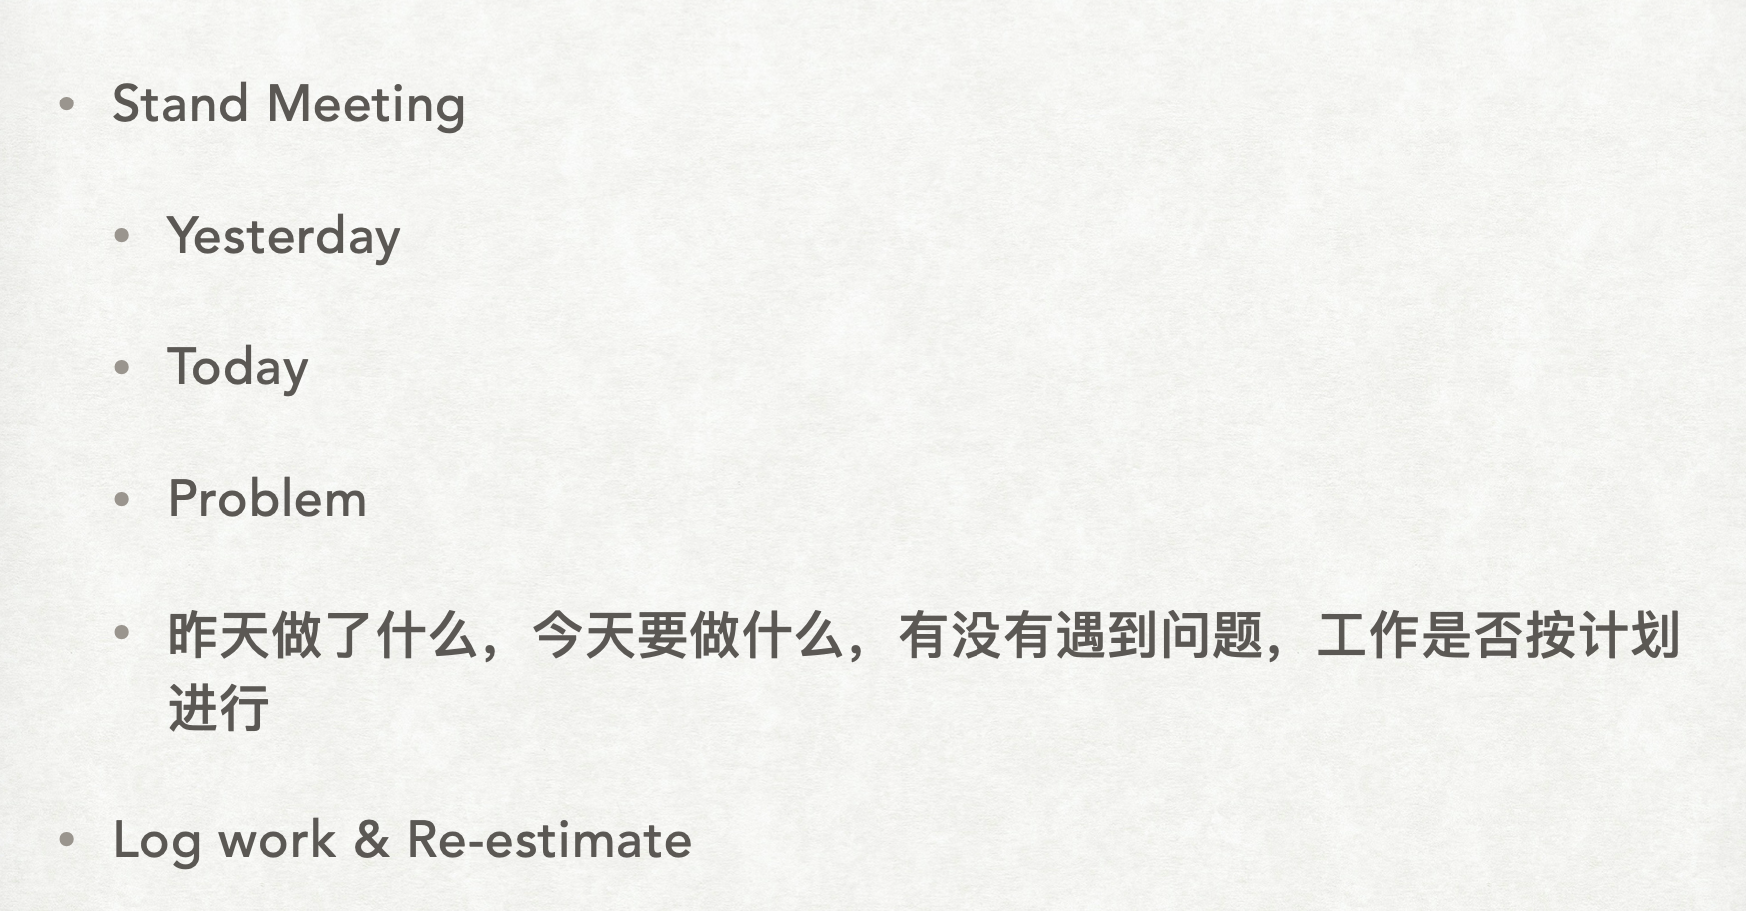 • Stand Meeting
• Yesterday
• Today
• Problem
• 昨天做了什么，今天要做什么，有没有遇到问题，工作是否按计划
进行
• Log work & Re-estimate